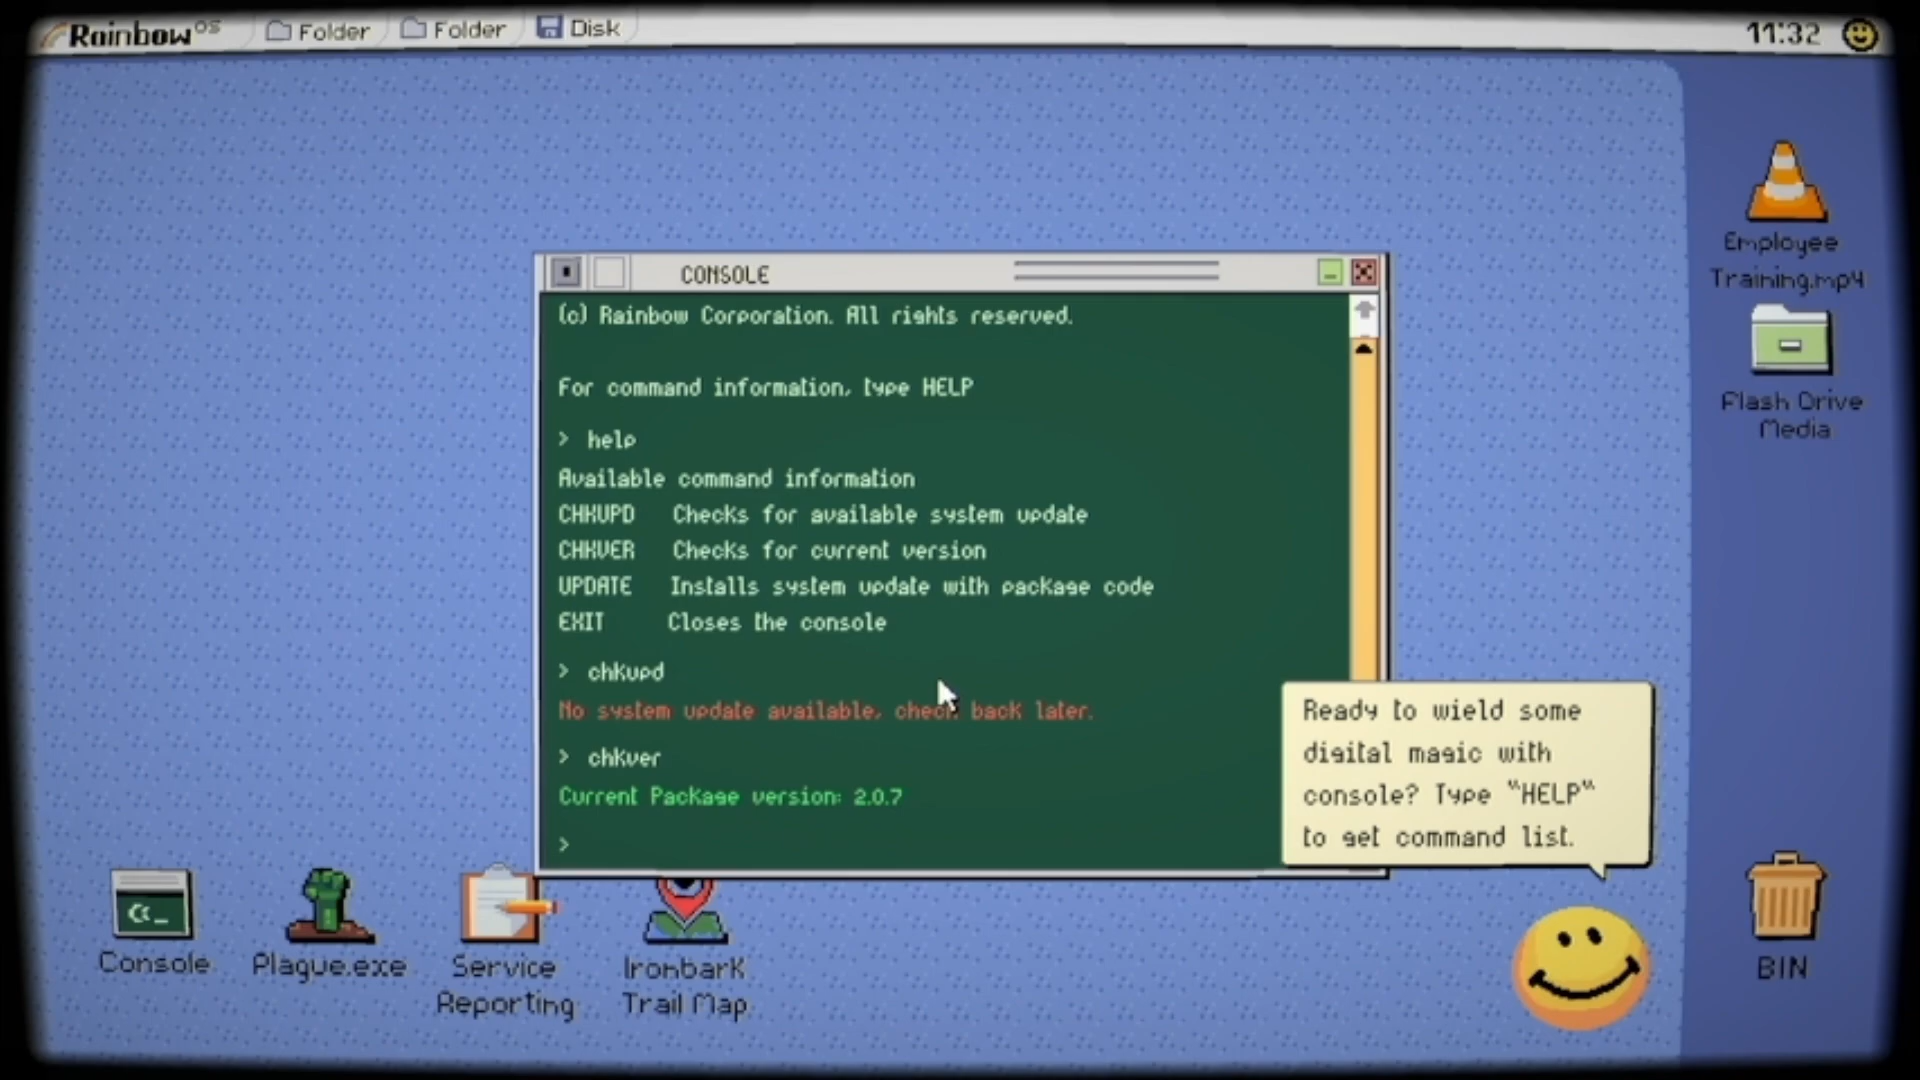 RainbowOS
Folder
Folder
Disk
11:32
CONSOLE
(c) Rainbow Corporation. All rights reserved.
For command information, type HELP
> help
Available command information
CHKUPD Checks for available system update
CHKVER Checks for current version
UPDATE Installs system update with package code
EXIT Closes the console
> chkupd
No system update available, check back later.
> chkver
Current Package version: 2.0.7
>
Ready to wield some
digital magic with
console? Type "HELP"
to get command list.
Employee
Training.mp4
Flash Drive
Media
Console
Plague.exe
Service
Reporting
Ironbark
Trail Map
BIN